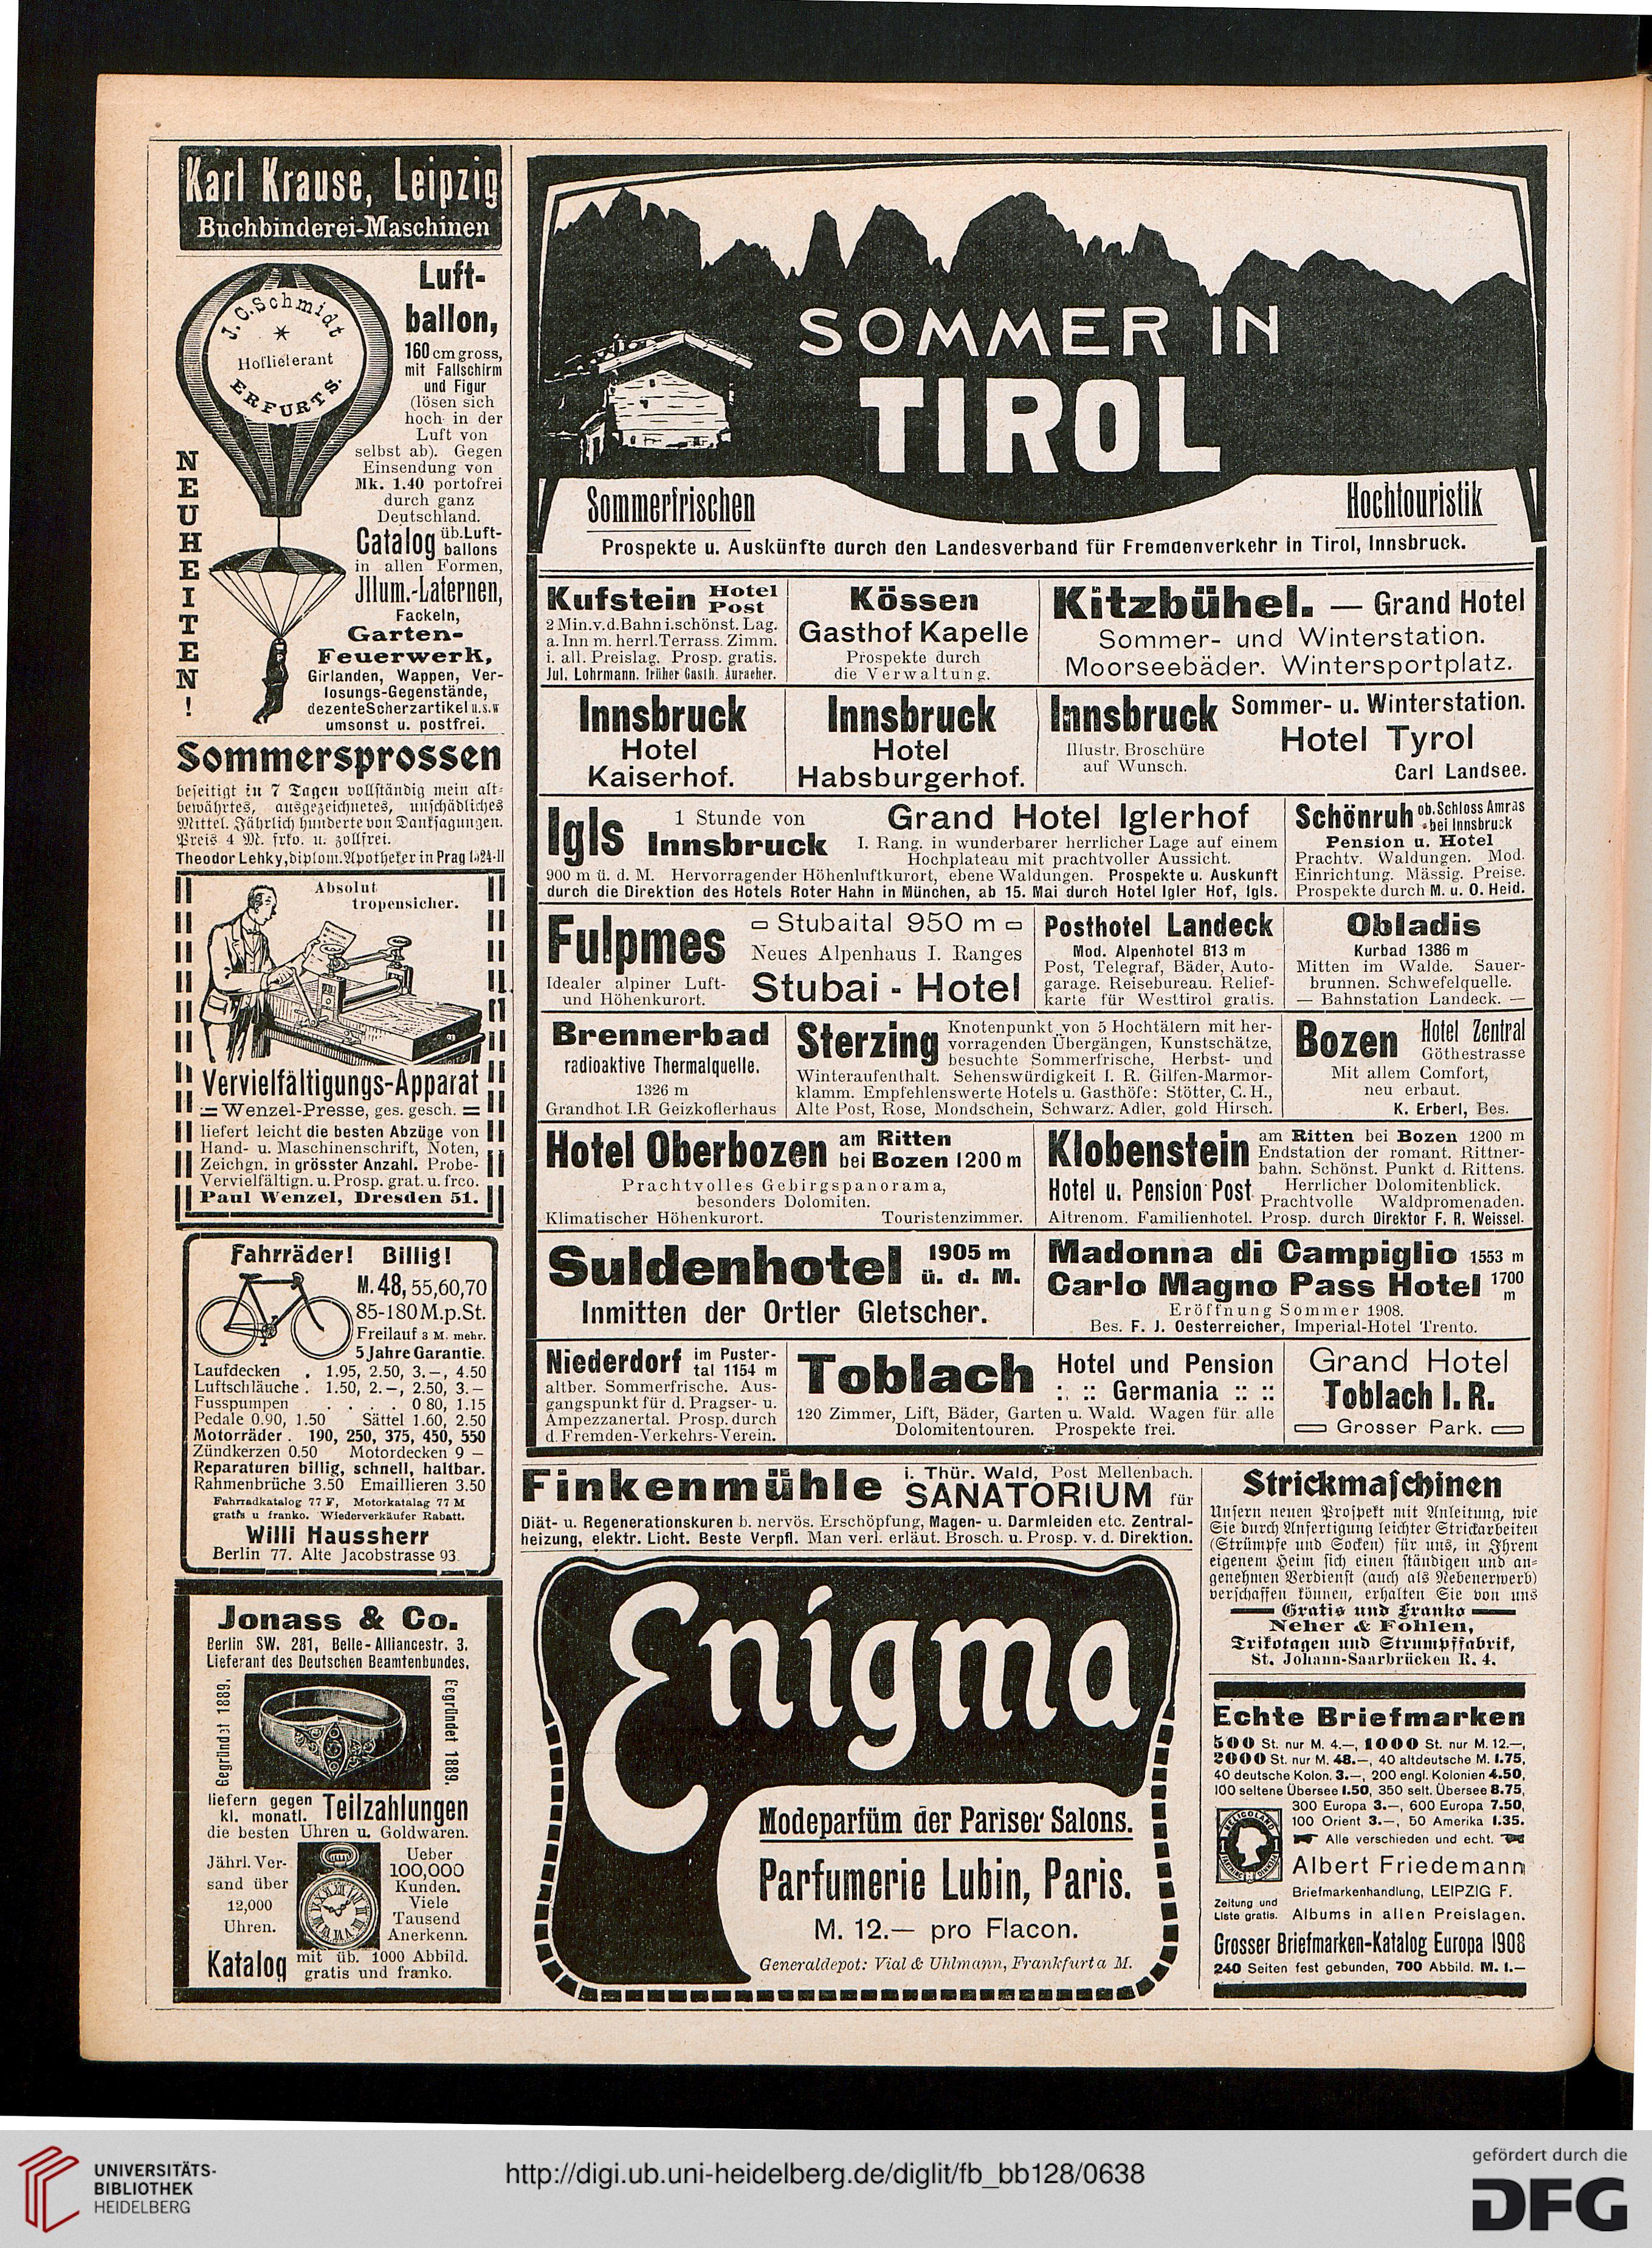 Karl Krause, Leipzig
Buchbinderei-Maschinen
J. C. Schmidt
Hoflieferant
ERFURT S.
NEUHEITEN!
Luft-
ballon,
160 cm gross,
mit Fallschirm
und Figur
(lösen sich
hoch in der
Luft von
selbst ab). Gegen
Einsendung von
Mk. 1.40 portofrei
durch ganz
Deutschland.
Catalog üb. Luft-
ballons
in allen Formen,
Jllum.-Laternen,
Fackeln,
Garten-
Feuerwerk,
Girlanden, Wappen, Ver-
losungs-Gegenstände,
dezente Scherzartikel u.s.w
umsonst u. postfrei.
Sommersprossen
beseitigt in 7 Tagen vollständig mein alt-
bewährtes, ausgezeichnetes, unschädliches
Mittel. Jährlich hunderte von Danksagungen.
Preis 4 M. frko. u. zollfrei.
Theodor Lehky, diplom. Apotheker in Prag 1524-II
Absolut
tropensicher.
Vervielfältigungs-Apparat
Wenzel-Presse, ges. gesch.
liefert leicht die besten Abzüge von
Hand- u. Maschinenschrift, Noten,
Zeichgn. in grösster Anzahl. Probe-
Vervielfältign. u. Prosp. grat. u. frco.
Paul Wenzel, Dresden 51.
Fahrräder! Billig!
M. 48, 55, 60, 70
85-180 M. p. St.
Freilauf 3 M. mehr.
5 Jahre Garantie.
Laufdecken . 1.95, 2.50, 3.–, 4.50
Luftschläuche . 1.50, 2.–, 2.50, 3.–
Fusspumpen . . . . 0 80, 1.15
Pedale 0.90, 1.50 Sättel 1.60, 2.50
Motorräder . 190, 250, 375, 450, 550
Zündkerzen 0.50 Motordecken 9 –
Reparaturen billig, schnell, haltbar.
Rahmenbrüche 3.50 Emaillieren 3.50
Fahrradkatalog 77 F, Motorkatalag 77 M
gratis u franko. Wiederverkäufer Rabatt.
Willi Haussherr
Berlin 77. Alte Jacobstrasse 93
Jonass & Co.
Berlin SW. 281, Belle-Alliancestr. 3.
Lieferant des Deutschen Beamtenbundes.
Gegründet 1889.
Gegründet 1889.
liefern gegen
kl. monatl. Teilzahlungen
die besten Uhren u. Goldwaren.
Jährl. Ver-
sand über
12,000
Uhren.
Ueber
100,000
Kunden.
Viele
Tausend
Anerkenn.
Katalog mit üb. 1000 Abbild.
gratis und franko.
SOMMER IN
TIROL
Sommerfrischen
Hochtouristik
Prospekte u. Auskünfte durch den Landesverband für Fremdenverkehr in Tirol, Innsbruck.
Kufstein Hotel
Post
2 Min. v. d. Bahn i. schönst. Lag.
a. Inn m. herrl. Terrass. Zimm.
i. all. Preislag. Prosp. gratis.
Jul. Lohrmann. früher Gasth. Auracher.
Kössen
Gasthof Kapelle
Prospekte durch
die Verwaltung.
Kitzbühel. — Grand Hotel
Sommer- und Winterstation.
Moorseebäder. Wintersportplatz.
Innsbruck
Hotel
Kaiserhof.
Innsbruck
Hotel
Habsburgerhof.
Innsbruck Sommer- u. Winterstation.
Illustr. Broschüre
auf Wunsch.
Hotel Tyrol
Carl Landsee.
Igls 1 Stunde von
Innsbruck
Grand Hotel Iglerhof
I. Rang. in wunderbarer herrlicher Lage auf einem
Hochplateau mit prachtvoller Aussicht.
900 m ü. d. M. Hervorragender Höhenluftkurort, ebene Waldungen. Prospekte u. Auskunft
durch die Direktion des Hotels Roter Hahn in München, ab 15. Mai durch Hotel Igler Hof, Igls.
Schönruh ob. Schloss Amras
bei Innsbruck
Pension u. Hotel
Prachtv. Waldungen. Mod.
Einrichtung. Mässig. Preise.
Prospekte durch M. u. O. Heid.
Fulpmes
Stubaital 950 m
Neues Alpenhaus I. Ranges
Idealer alpiner Luft-
und Höhenkurort.
Stubai - Hotel
Posthotel Landeck
Mod. Alpenhotel 813 m
Post, Telegraf, Bäder, Auto-
garage. Reisebureau. Relief-
karte für Westtirol gratis.
Obladis
Kurbad 1386 m
Mitten im Walde. Sauer-
brunnen. Schwefelquelle.
— Bahnstation Landeck. —
Brennerbad
radioaktive Thermalquelle.
1326 m
Grandhot. I.R Geizkoflerhaus
Sterzing Knotenpunkt von 5 Hochtälern mit her-
vorragenden Übergängen, Kunstschätze,
besuchte Sommerfrische, Herbst- und
Winteraufenthalt. Sehenswürdigkeit I. R. Gilfen-Marmor-
klamm. Empfehlenswerte Hotels u. Gasthöfe: Stötter, C. H.,
Alte Post, Rose, Mondschein, Schwarz. Adler, gold Hirsch.
Bozen Hotel Zentral
Göthestrasse
Mit allem Comfort,
neu erbaut.
K. Erberl, Bes.
Hotel Oberbozen am Ritten
bei Bozen 1200 m
Prachtvolles Gebirgspanorama,
besonders Dolomiten.
Klimatischer Höhenkurort. Touristenzimmer.
Klobenstein am Ritten bei Bozen 1200 m
Endstation der romant. Rittner-
bahn. Schönst. Punkt d. Rittens.
Hotel u. Pension Post Herrlicher Dolomitenblick.
Prachtvolle Waldpromenaden.
Altrenom. Familienhotel. Prosp. durch Direktor F. R. Weissel.
Suldenhotel 1905 m
ü. d. M.
Inmitten der Ortler Gletscher.
Madonna di Campiglio 1553 m
Carlo Magno Pass Hotel 1700 m
Eröffnung Sommer 1908.
Bes. F. J. Oesterreicher, Imperial-Hotel Trento.
Niederdorf im Puster-
tal 1154 m
altber. Sommerfrische. Aus-
gangspunkt für d. Pragser- u.
Ampezzanertal. Prosp. durch
d. Fremden-Verkehrs-Verein.
Toblach Hotel und Pension
:: :: Germania :: ::
120 Zimmer, Lift, Bäder, Garten u. Wald. Wagen für alle
Dolomitentouren. Prospekte frei.
Grand Hotel
Toblach I. R.
Grosser Park.
Finkenmühle i. Thür. Wald, Post Mellenbach.
SANATORIUM für
Diät- u. Regenerationskuren b. nervös. Erschöpfung, Magen- u. Darmleiden etc. Zentral-
heizung, elektr. Licht. Beste Verpfl. Man verl. erläut. Brosch. u. Prosp. v. d. Direktion.
Enigma
Modeparfüm der Pariser Salons.
Parfumerie Lubin, Paris.
M. 12.— pro Flacon.
Generaldepot: Vial & Uhlmann, Frankfurt a M.
Strickmaschinen
Unsern neuen Prospekt mit Anleitung, wie
Sie durch Anfertigung leichter Strickarbeiten
(Strümpfe und Socken) für uns, in Ihrem
eigenem Heim sich einen ständigen und an-
genehmen Verdienst (auch als Nebenerwerb)
verschaffen können, erhalten Sie von uns
Gratis und Franko
Neher & Fohlen,
Trikotagen und Strumpffabrik,
St. Johann-Saarbrücken R. 4.
Echte Briefmarken
500 St. nur M. 4.—, 1000 St. nur M. 12.—,
2000 St. nur M. 48.—, 40 altdeutsche M. 1.75,
40 deutsche Kolon. 3.—, 200 engl. Kolonien 4.50,
100 seltene Übersee 1.50, 350 selt. Übersee 8.75,
300 Europa 3.—, 600 Europa 7.50,
100 Orient 3.—, 50 Amerika 1.35.
Alle verschieden und echt.
HELIGOLAND
Albert Friedemann
Briefmarkenhandlung, LEIPZIG F.
Zeitung und
Liste gratis. Albums in allen Preislagen.
Grosser Briefmarken-Katalog Europa 1908
240 Seiten fest gebunden, 700 Abbild. M. 1.—
UNIVERSITÄTS-
BIBLIOTHEK
HEIDELBERG
http://digi.ub.uni-heidelberg.de/diglit/fb_bb128/0638
gefördert durch die
DFG